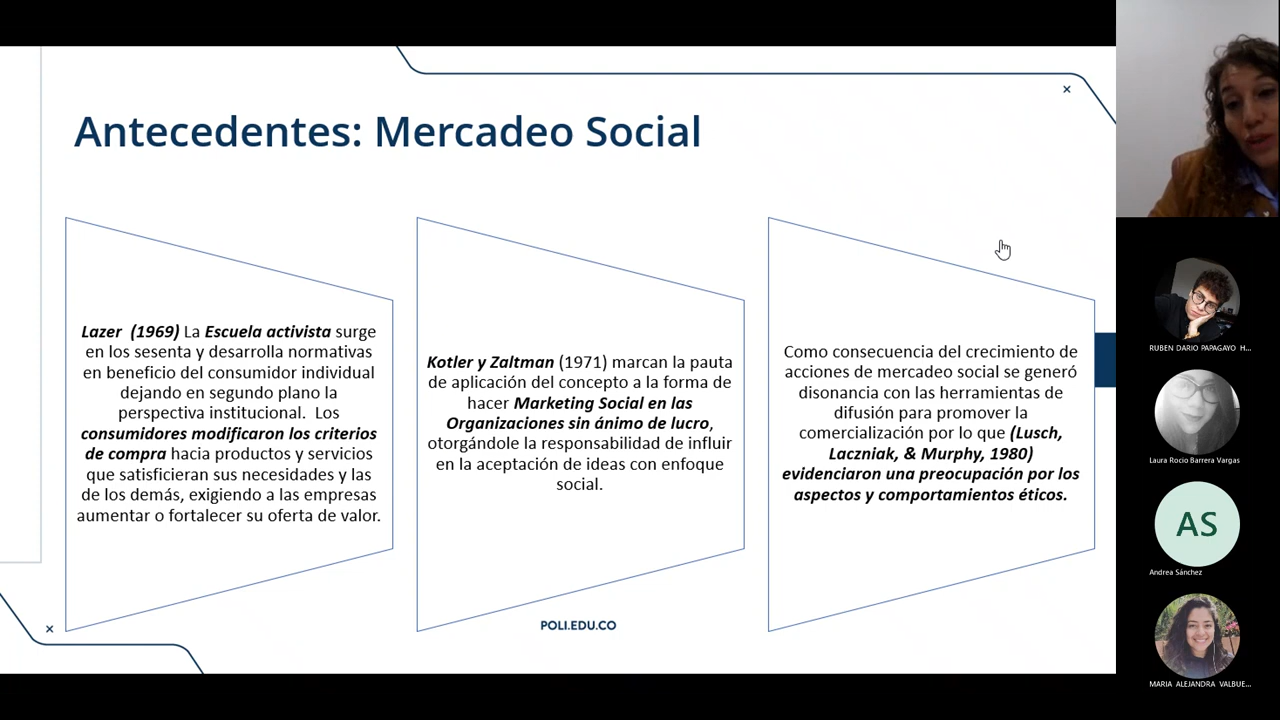 Antecedentes: Mercadeo Social
Lazer (1969) La Escuela activista surge
en los sesenta y desarrolla normativas
en beneficio del consumidor individual
dejando en segundo plano la
perspectiva institucional. Los
consumidores modificaron los criterios
de compra hacia productos y servicios
que satisficieran sus necesidades y las
de los demás, exigiendo a las empresas
aumentar o fortalecer su oferta de valor.
Kotler y Zaltman (1971) marcan la pauta
de aplicación del concepto a la forma de
hacer Marketing Social en las
Organizaciones sin ánimo de lucro,
otorgándole la responsabilidad de influir
en la aceptación de ideas con enfoque
social.
Como consecuencia del crecimiento de
acciones de mercadeo social se generó
disonancia con las herramientas de
difusión para promover la
comercialización por lo que (Lusch,
Laczniak, & Murphy, 1980)
evidenciaron una preocupación por los
aspectos y comportamientos éticos.
POLI.EDU.CO
RUBEN DARIO PAPAGAYO H...
Laura Rocio Barrera Vargas
AS
Andrea Sánchez
MARIA ALEJANDRA VALBUE...